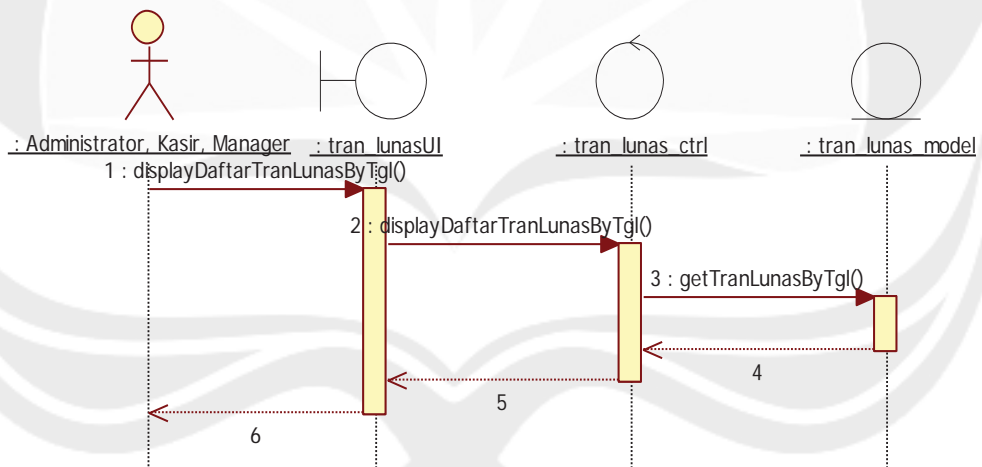 : Administrator, Kasir, Manager
: tran_lunasUI
: tran_lunas_ctrl
: tran_lunas_model
1 : displayDaftarTranLunasByTgl()
2 : displayDaftarTranLunasByTgl()
3 : getTranLunasByTgl()
4
5
6